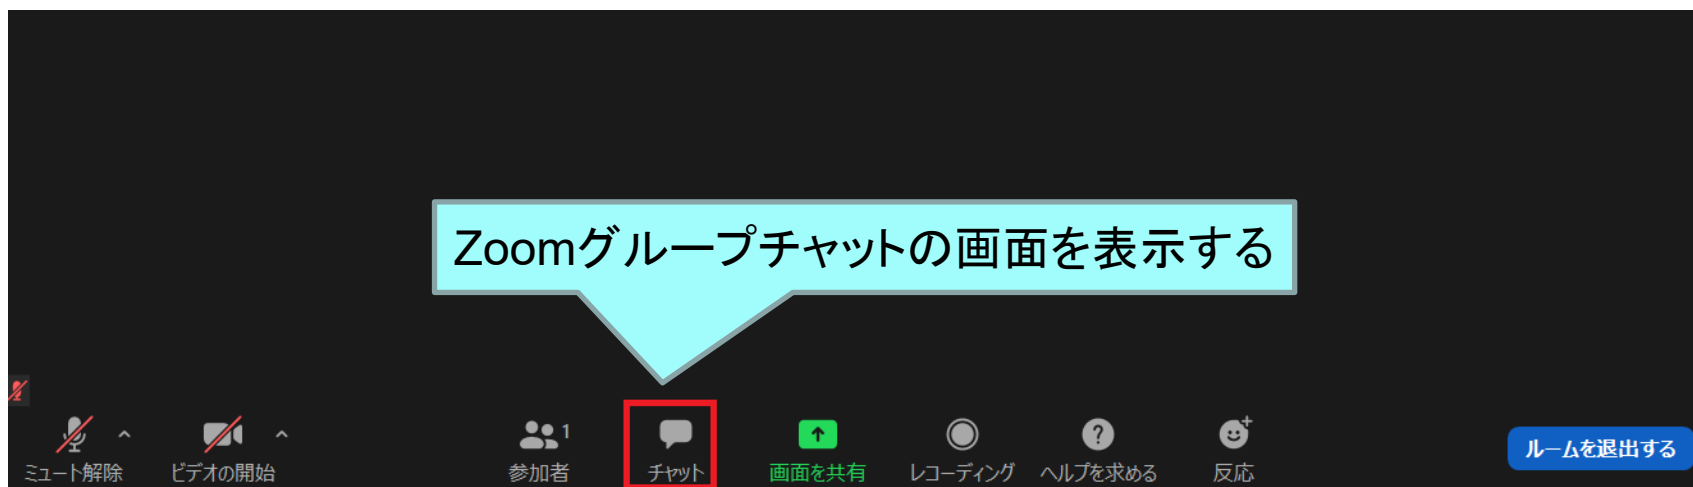 Zoomグループチャットの画面を表示する
1
ミュート解除
ビデオの開始
参加者
チャット
画面を共有
レコーディング
ヘルプを求める
反応
ルームを退出する